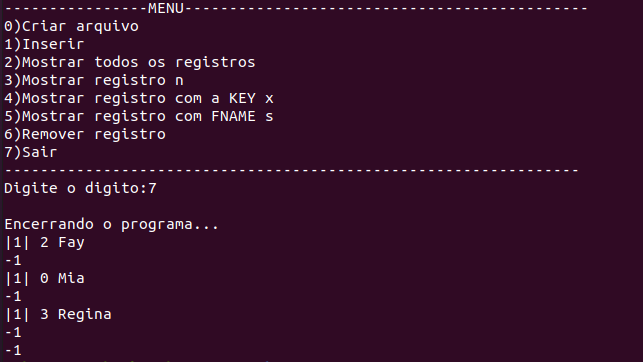 ----------------MENU---------------------------------------------
0)Criar arquivo
1)Inserir
2)Mostrar todos os registros
3)Mostrar registro n
4)Mostrar registro com a KEY x
5)Mostrar registro com FNAME s
6)Remover registro
7)Sair
----------------------------------------------------------------
Digite o digito:7
Encerrando o programa...
|1| 2 Fay
-1
|1| 0 Mia
-1
|1| 3 Regina
-1
-1